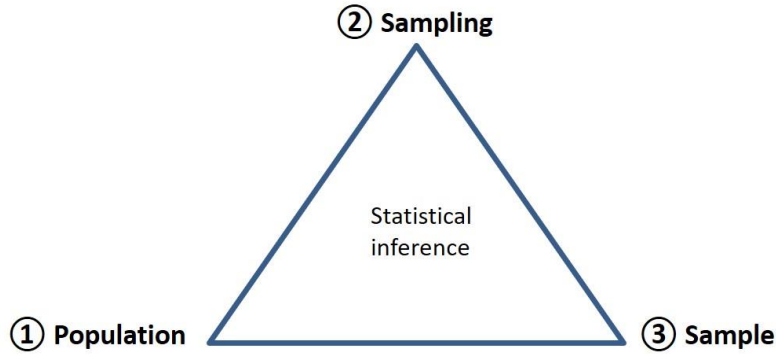 ② Sampling
Statistical
inference
① Population
③ Sample